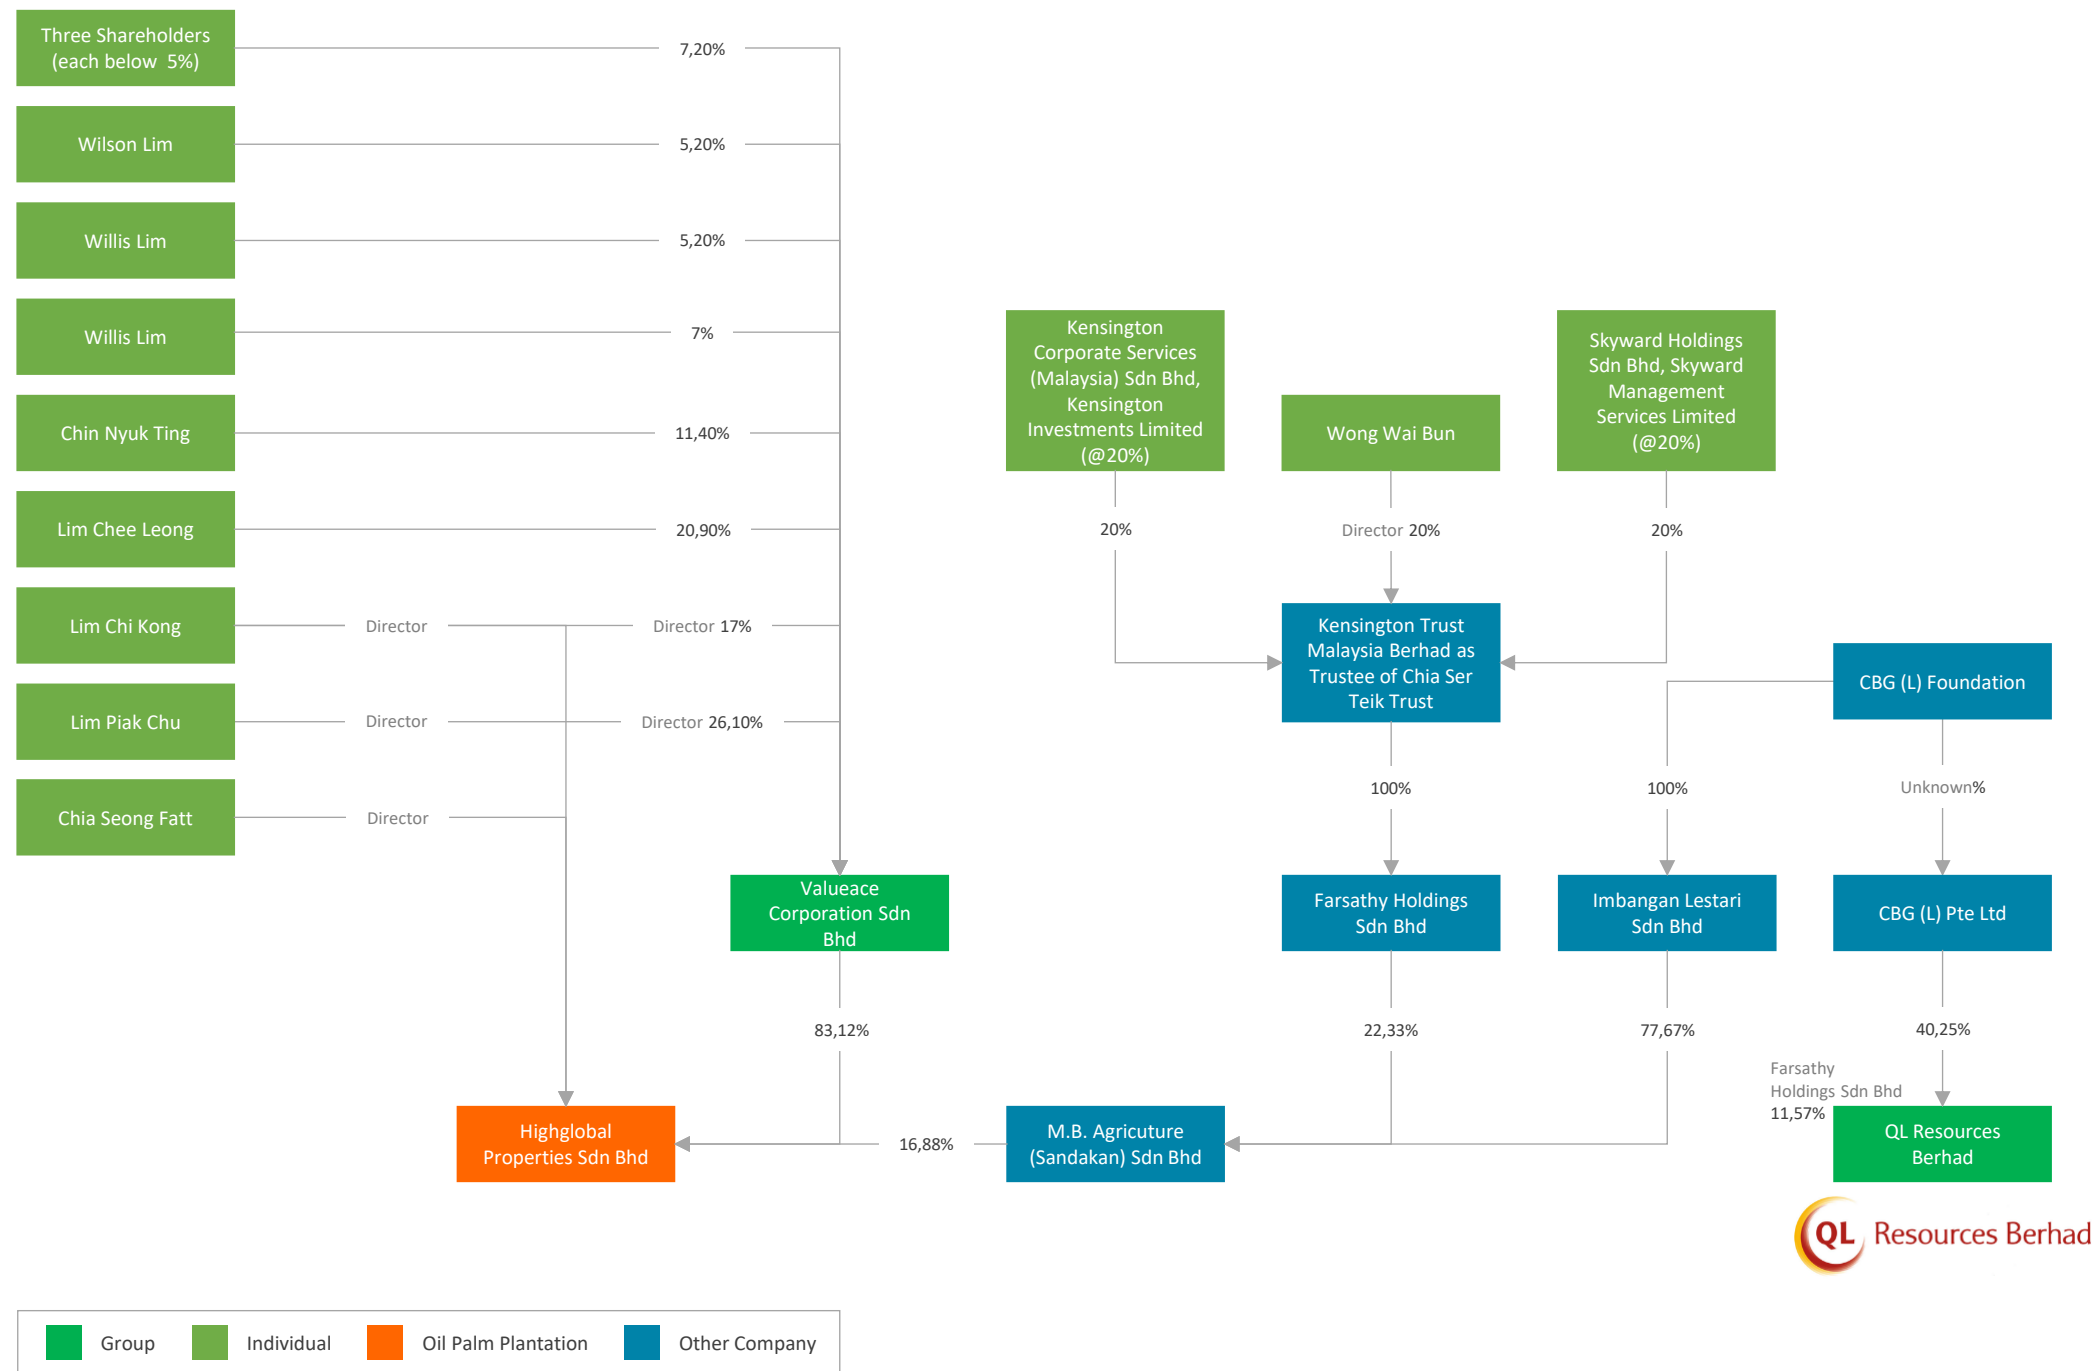 Three Shareholders
(each below 5%)
7,20%
Wilson Lim
5,20%
Willis Lim
5,20%
Willis Lim
7%
Chin Nyuk Ting
11,40%
Lim Chee Leong
20,90%
Lim Chi Kong
Director
Director 17%
Lim Piak Chu
Director
Director 26,10%
Chia Seong Fatt
Director
Kensington
Corporate Services
(Malaysia) Sdn Bhd,
Kensington
Investments Limited
(@20%)
Wong Wai Bun
Skyward Holdings
Sdn Bhd, Skyward
Management
Services Limited
(@20%)
20%
Director 20%
20%
Kensington Trust
Malaysia Berhad as
Trustee of Chia Ser
Teik Trust
CBG (L) Foundation
100%
100%
Unknown%
Valueace
Corporation Sdn
Bhd
Farsathy Holdings
Sdn Bhd
Imbangan Lestari
Sdn Bhd
CBG (L) Pte Ltd
83,12%
22,33%
77,67%
40,25%
Farsathy
Holdings Sdn Bhd
11,57%
Highglobal
Properties Sdn Bhd
16,88%
M.B. Agricuture
(Sandakan) Sdn Bhd
QL Resources
Berhad
QL Resources Berhad
Group
Individual
Oil Palm Plantation
Other Company